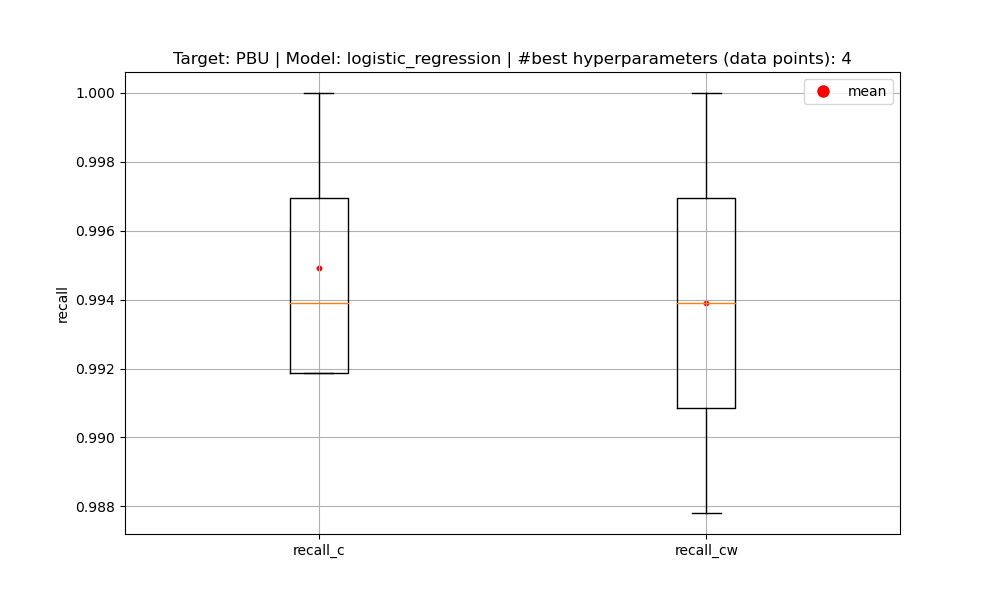 Target: PBU | Model: logistic_regression | #best hyperparameters (data points): 4
mean
1.000
0.998
0.996
0.994
0.992
0.990
0.988
recall
recall_c
recall_cw